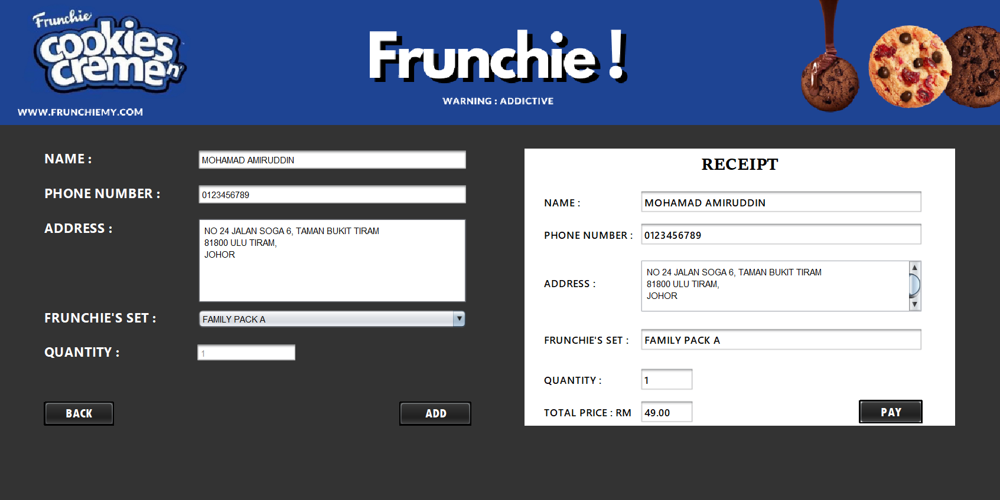 Frunchie
cookies
n' creme
WWW.FRUNCHIEMY.COM
Frunchie !
WARNING : ADDICTIVE
NAME :
MOHAMAD AMIRUDDIN
PHONE NUMBER :
0123456789
ADDRESS :
NO 24 JALAN SOGA 6, TAMAN BUKIT TIRAM
81800 ULU TIRAM,
JOHOR
FRUNCHIE'S SET :
FAMILY PACK A
QUANTITY :
1
BACK
ADD
RECEIPT
NAME :
MOHAMAD AMIRUDDIN
PHONE NUMBER :
0123456789
ADDRESS :
NO 24 JALAN SOGA 6, TAMAN BUKIT TIRAM
81800 ULU TIRAM,
JOHOR
FRUNCHIE'S SET :
FAMILY PACK A
QUANTITY :
1
TOTAL PRICE : RM
49.00
PAY